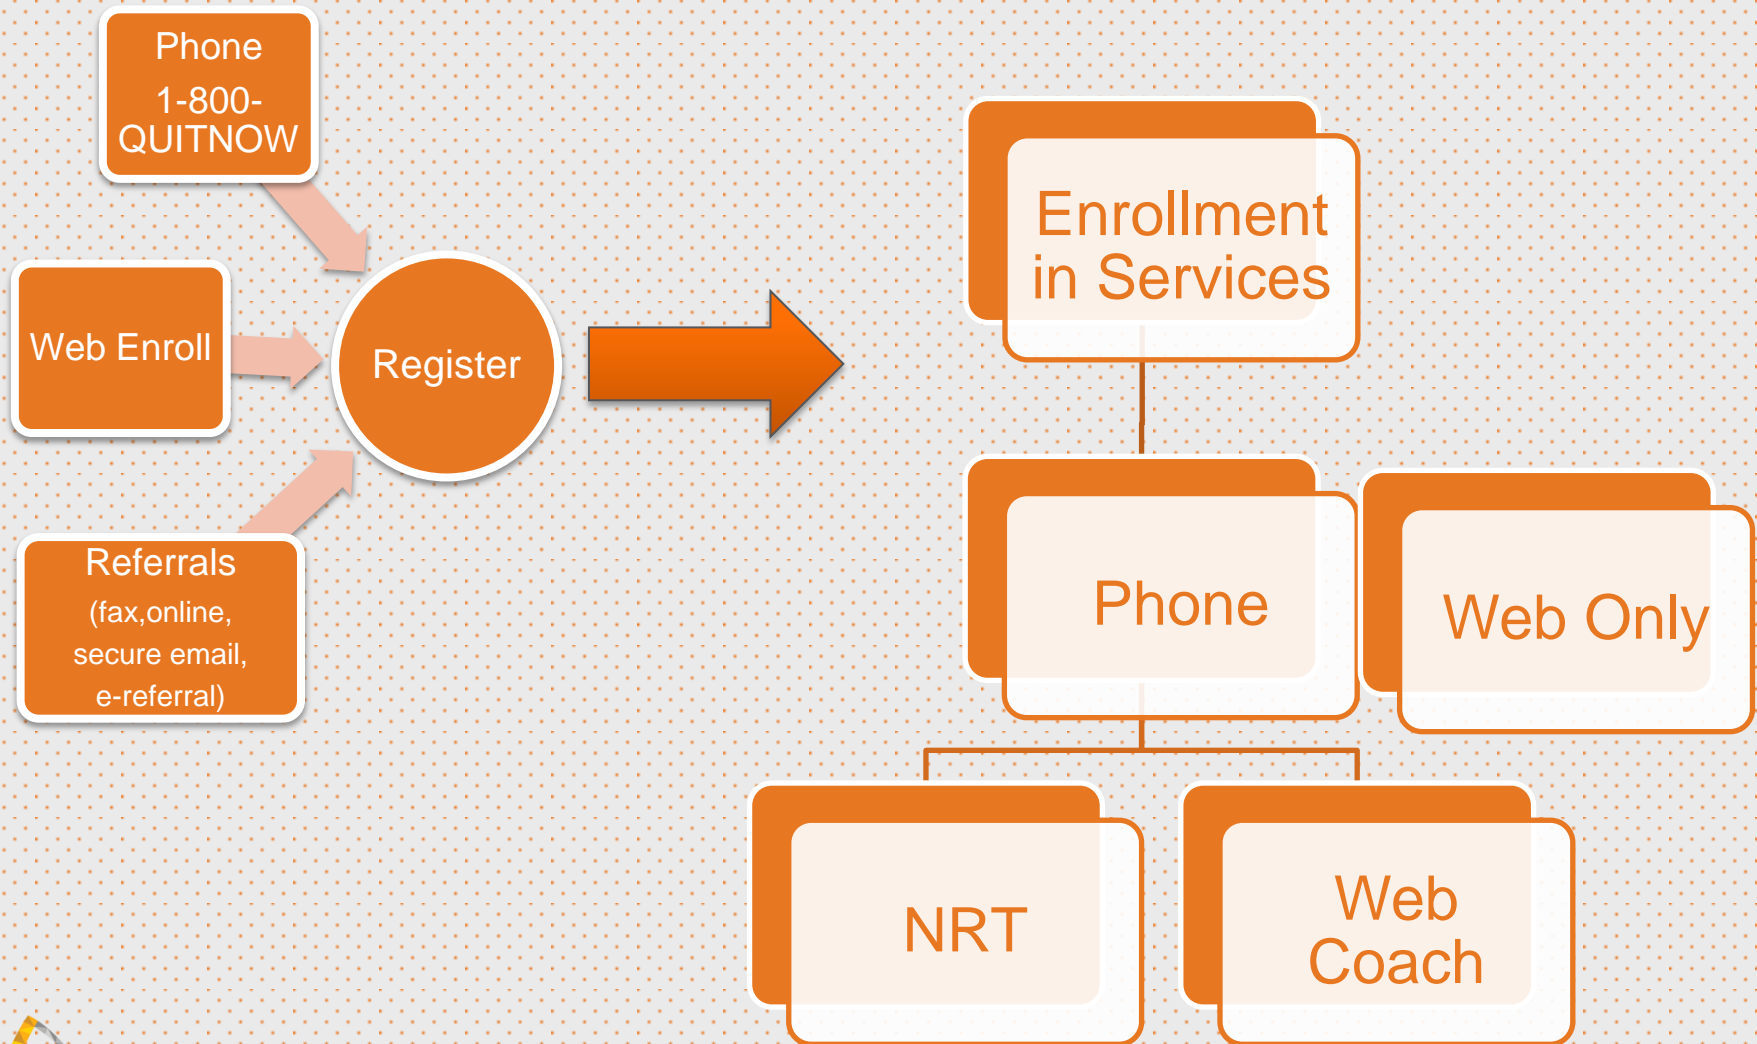 Phone
1-800-
QUITNOW
Web Enroll
Referrals
(fax,online,
secure email,
e-referral)
Register
Enrollment
in Services
Phone
Web Only
NRT
Web
Coach